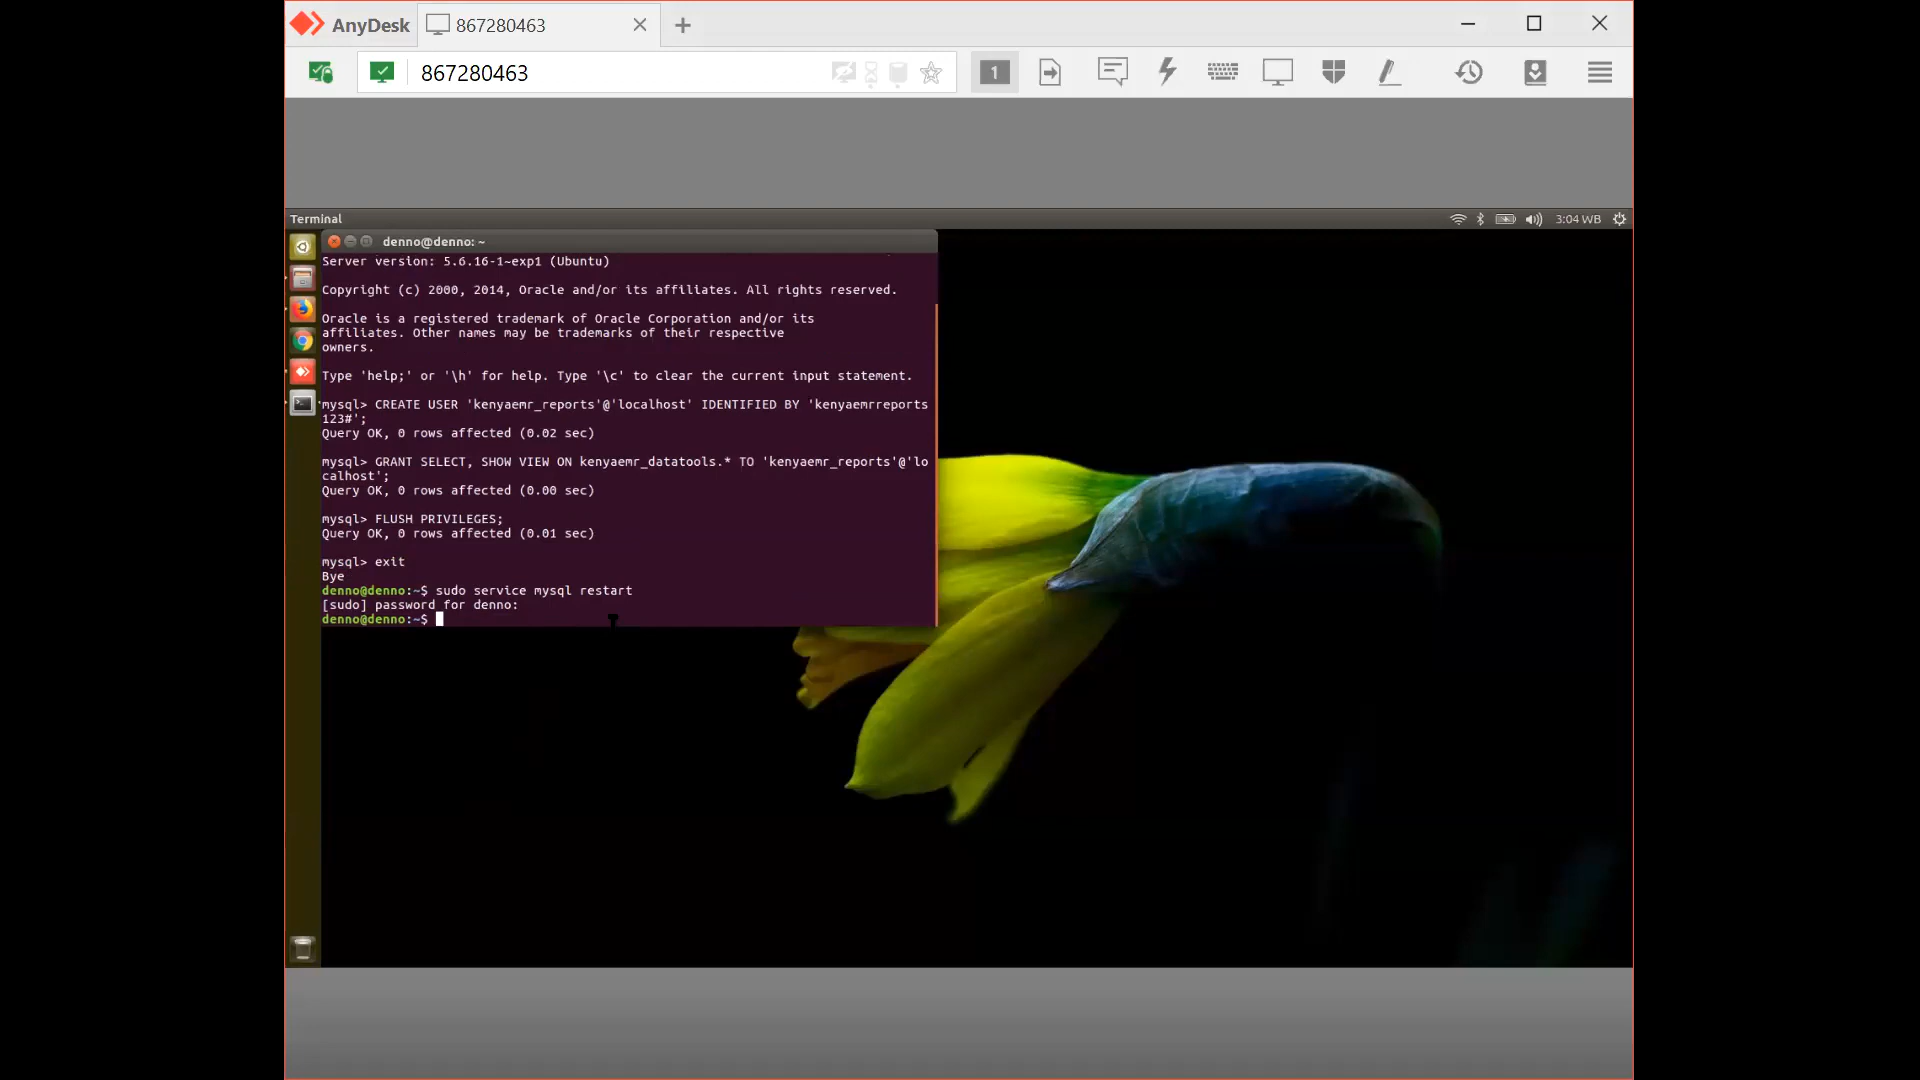 AnyDesk
867280463
867280463
1
Terminal
3:04 WB
denno@denno: ~
Server version: 5.6.16-1~exp1 (Ubuntu)
Copyright (c) 2000, 2014, Oracle and/or its affiliates. All rights reserved.
Oracle is a registered trademark of Oracle Corporation and/or its
affiliates. Other names may be trademarks of their respective
owners.
Type 'help;' or '\h' for help. Type '\c' to clear the current input statement.
mysql> CREATE USER 'kenyaemr_reports'@'localhost' IDENTIFIED BY 'kenyaemrreports
123#';
Query OK, 0 rows affected (0.02 sec)
mysql> GRANT SELECT, SHOW VIEW ON kenyaemr_datatools.* TO 'kenyaemr_reports'@'lo
calhost';
Query OK, 0 rows affected (0.00 sec)
mysql> FLUSH PRIVILEGES;
Query OK, 0 rows affected (0.01 sec)
mysql> exit
Bye
denno@denno:~$ sudo service mysql restart
[sudo] password for denno:
denno@denno:~$